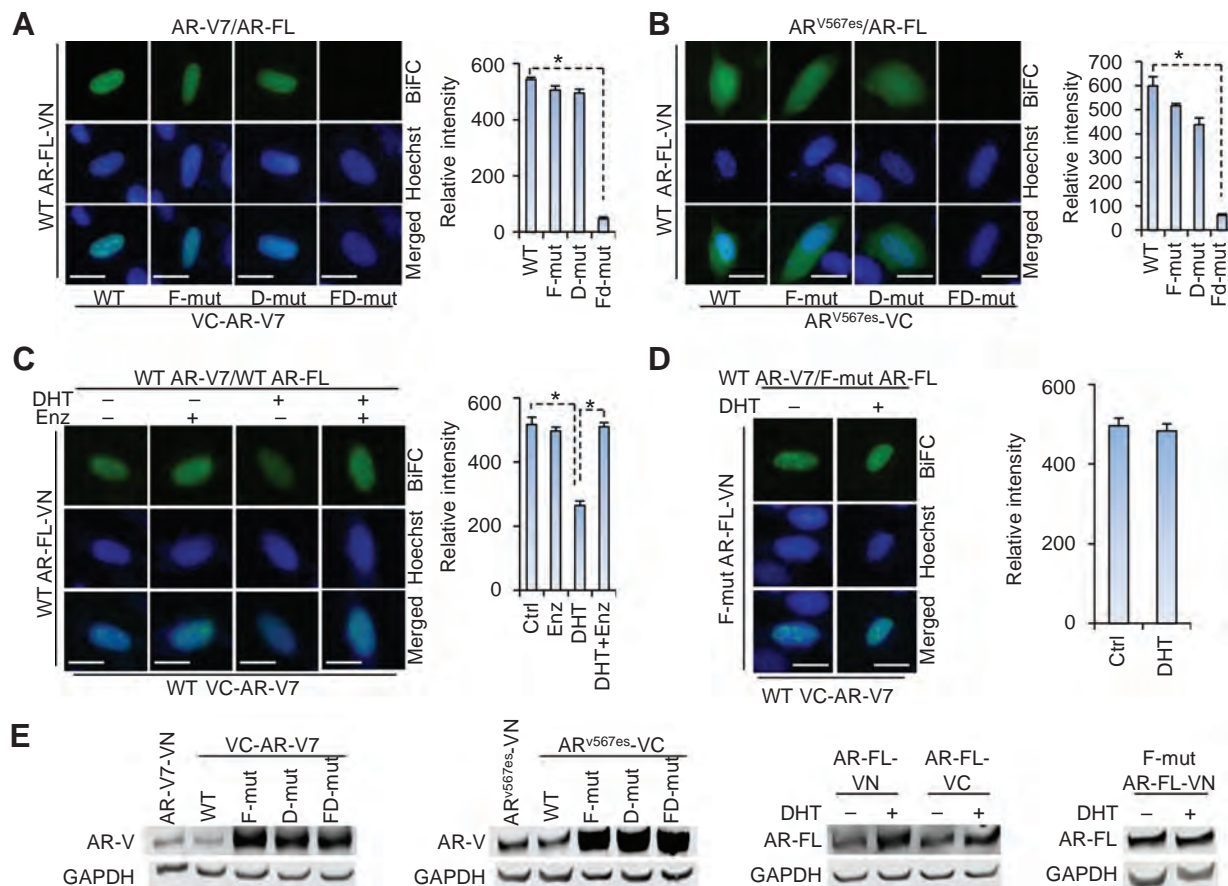 A
AR-V7/AR-FL
WT AR-FL-VN
BiFC
Hoechst
Merged
WT F-mut D-mut FD-mut
VC-AR-V7
Relative intensity
600
400
200
0
*
WT
F-mut
D-mut
Fd-mut
B
ARV567es/AR-FL
WT AR-FL-VN
BiFC
Hoechst
Merged
WT F-mut D-mut FD-mut
ARV567es-VC
Relative intensity
700
600
500
400
300
200
100
0
*
WT
F-mut
D-mut
Fd-mut
C
WT AR-V7/WT AR-FL
DHT – – + +
Enz – + – +
WT AR-FL-VN
BiFC
Hoechst
Merged
WT VC-AR-V7
Relative intensity
600
400
200
0
* *
Ctrl
Enz
DHT
DHT+Enz
D
WT AR-V7/F-mut AR-FL
DHT – +
F-mut AR-FL-VN
BiFC
Hoechst
Merged
WT VC-AR-V7
Relative intensity
600
400
200
0
Ctrl
DHT
E
AR-V7-VN
VC-AR-V7
WT
F-mut
D-mut
FD-mut
AR-V
GAPDH
ARv567es-VN
ARv567es-VC
WT
F-mut
D-mut
FD-mut
AR-V
GAPDH
AR-FL-VN
AR-FL-VC
DHT – + – +
AR-FL
GAPDH
F-mut
AR-FL-VN
DHT – +
AR-FL
GAPDH